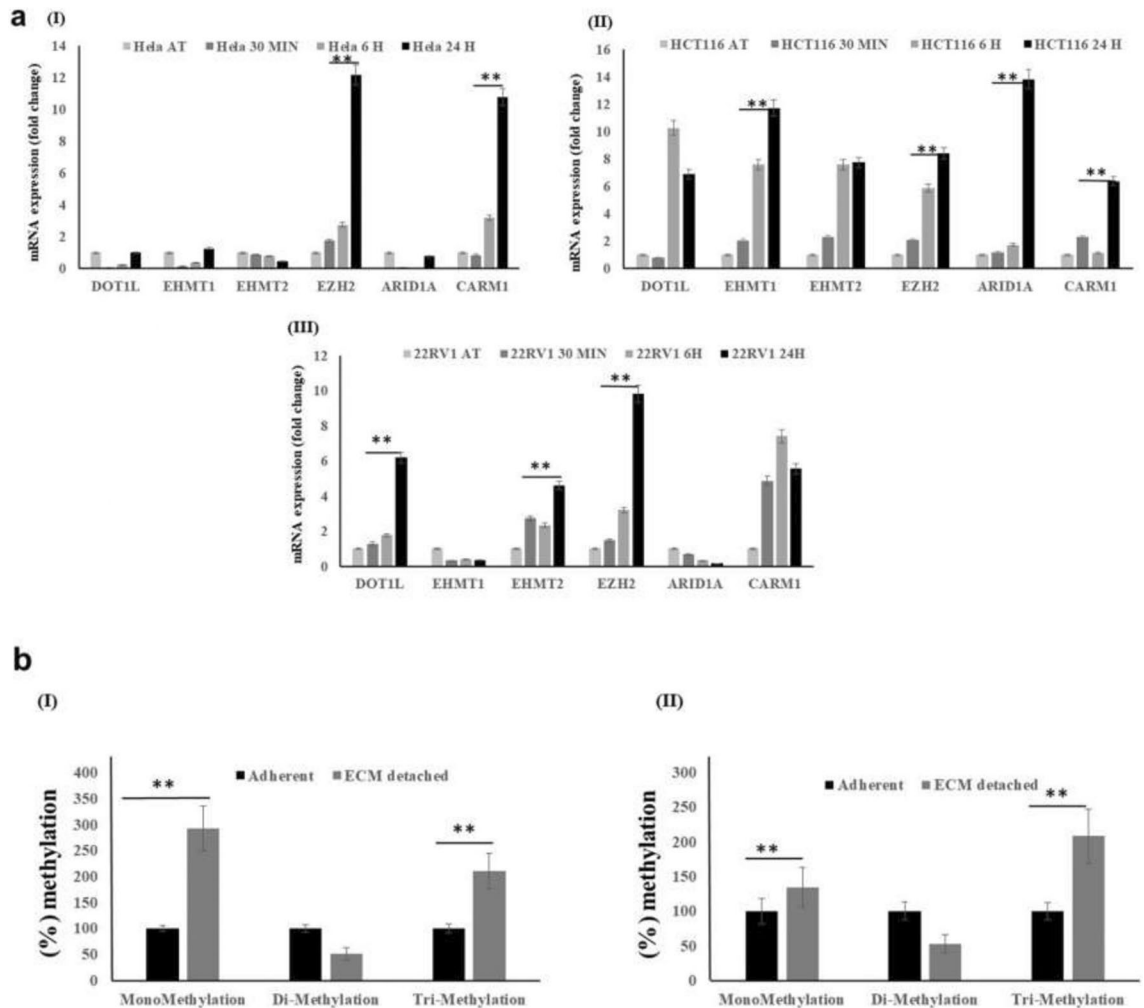 a
(I)
Hela AT Hela 30 MIN Hela 6 H Hela 24 H
mRNA expression (fold change)
14
12
10
8
6
4
2
0
**
**
DOT1L EHMT1 EHMT2 EZH2 ARID1A CARM1
(II)
HCT116 AT HCT116 30 MIN HCT116 6 H HCT116 24 H
mRNA expression (fold change)
16
14
12
10
8
6
4
2
0
**
**
**
**
DOT1L EHMT1 EHMT2 EZH2 ARID1A CARM1
(III)
22RV1 AT 22RV1 30 MIN 22RV1 6H 22RV1 24H
mRNA expression (fold change)
12
10
8
6
4
2
0
**
**
**
DOT1L EHMT1 EHMT2 EZH2 ARID1A CARM1
b
(I)
Adherent ECM detached
(%) methylation
400
350
300
250
200
150
100
50
0
**
**
MonoMethylation Di-Methylation Tri-Methylation
(II)
Adherent ECM detached
(%) methylation
300
250
200
150
100
50
0
**
**
MonoMethylation Di-Methylation Tri-Methylation